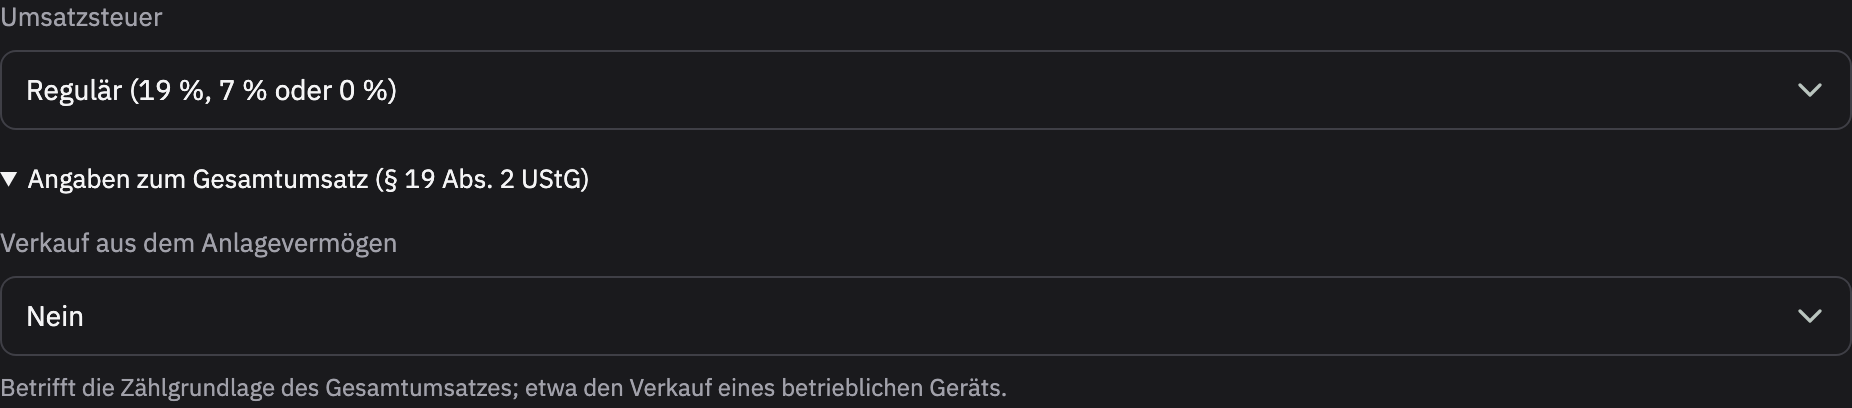 Umsatzsteuer
Regulär (19 %, 7 % oder 0 %)
Angaben zum Gesamtumsatz (§ 19 Abs. 2 UStG)
Verkauf aus dem Anlagevermögen
Nein
Betrifft die Zählgrundlage des Gesamtumsatzes; etwa den Verkauf eines betrieblichen Geräts.